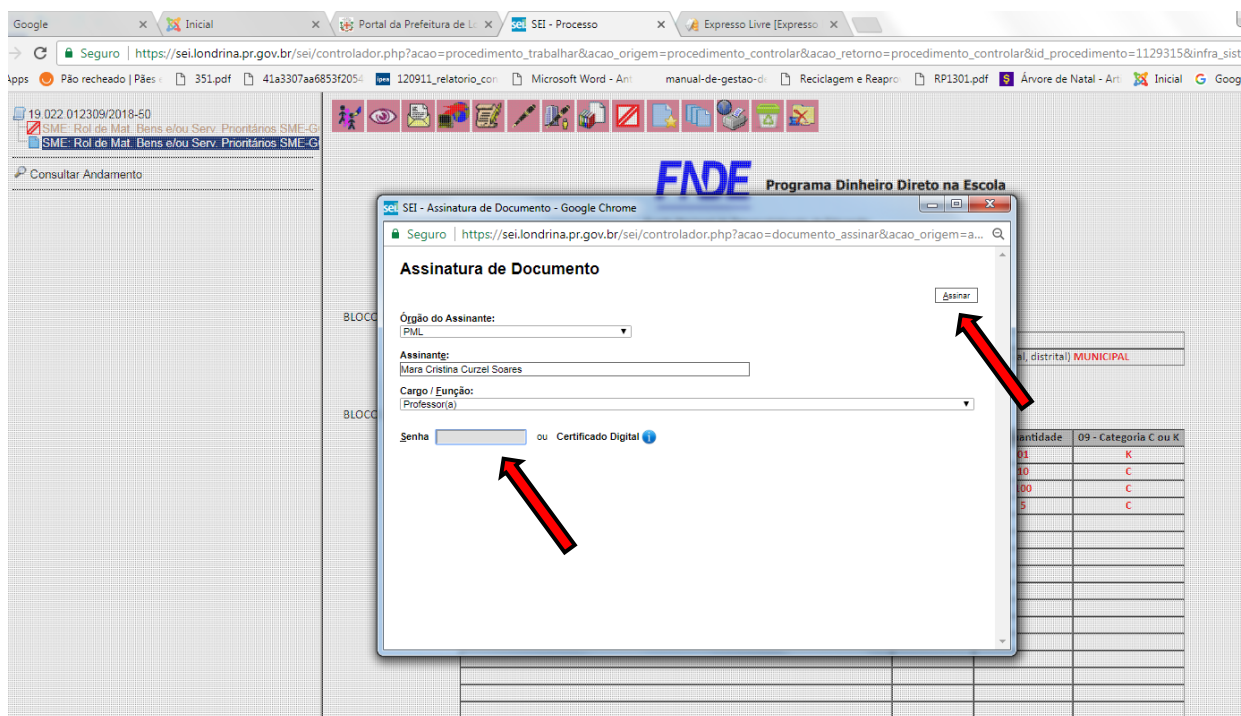 Google
Inicial
Portal da Prefeitura de Lo
SEI - Processo
Expresso Livre [Expresso
Seguro | https://sei.londrina.pr.gov.br/sei/controlador.php?acao=procedimento_trabalhar&acao_origem=procedimento_controlar&acao_retorno=procedimento_controlar&id_procedimento=1129315&infra_sist
Apps
Pão recheado | Pães
351.pdf
41a3307aa6853f2054
120911_relatorio_con
Microsoft Word - An
manual-de-gestao-d
Reciclagem e Reapro
RP1301.pdf
Árvore de Natal - Art
Inicial
Goog
19.022.012309/2018-50
SME: Rol de Mat. Bens e/ou Serv. Prioritários SME-G
SME: Rol de Mat. Bens e/ou Serv. Prioritários SME-G
Consultar Andamento
FNDE Programa Dinheiro Direto na Escola
SEI - Assinatura de Documento - Google Chrome
Seguro | https://sei.londrina.pr.gov.br/sei/controlador.php?acao=documento_assinar&acao_origem=a...
Assinatura de Documento
Assinar
BLOCO
Órgão do Assinante:
PML
al, distrital) MUNICIPAL
Assinante:
Mara Cristina Curzel Soares
Cargo / Função:
Professor(a)
BLOCO
Senha ou Certificado Digital
antidade 09 - Categoria C ou K
01 K
10 C
100 C
5 C